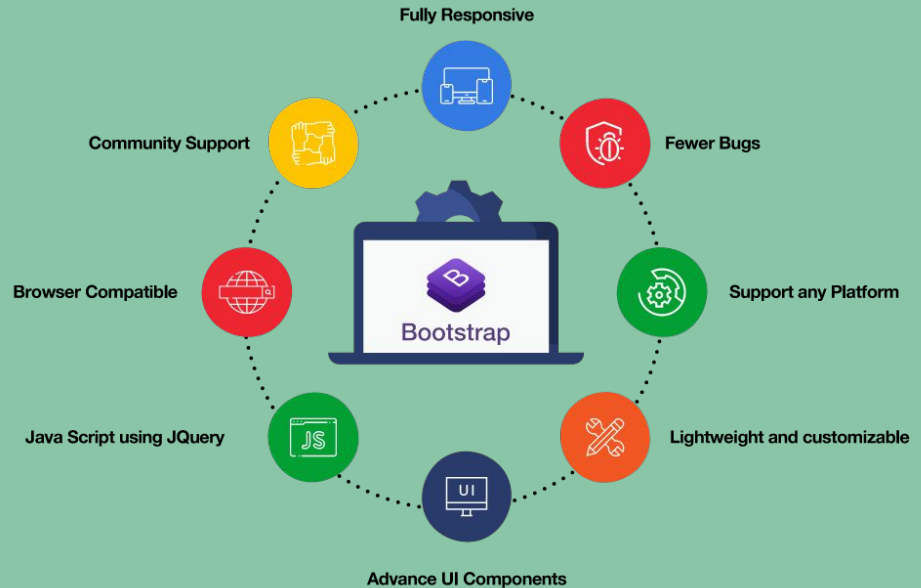 Fully Responsive
Community Support
Fewer Bugs
Browser Compatible
B
Bootstrap
Support any Platform
Java Script using JQuery
JS
Lightweight and customizable
UI
Advance UI Components